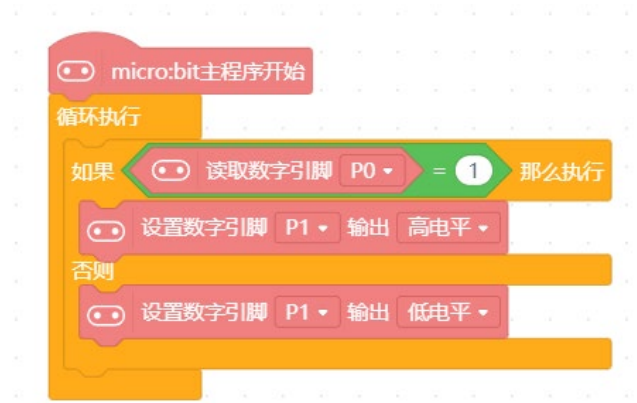 micro:bit主程序开始
循环执行
如果 读取数字引脚 P0 = 1 那么执行
设置数字引脚 P1 输出 高电平
否则
设置数字引脚 P1 输出 低电平